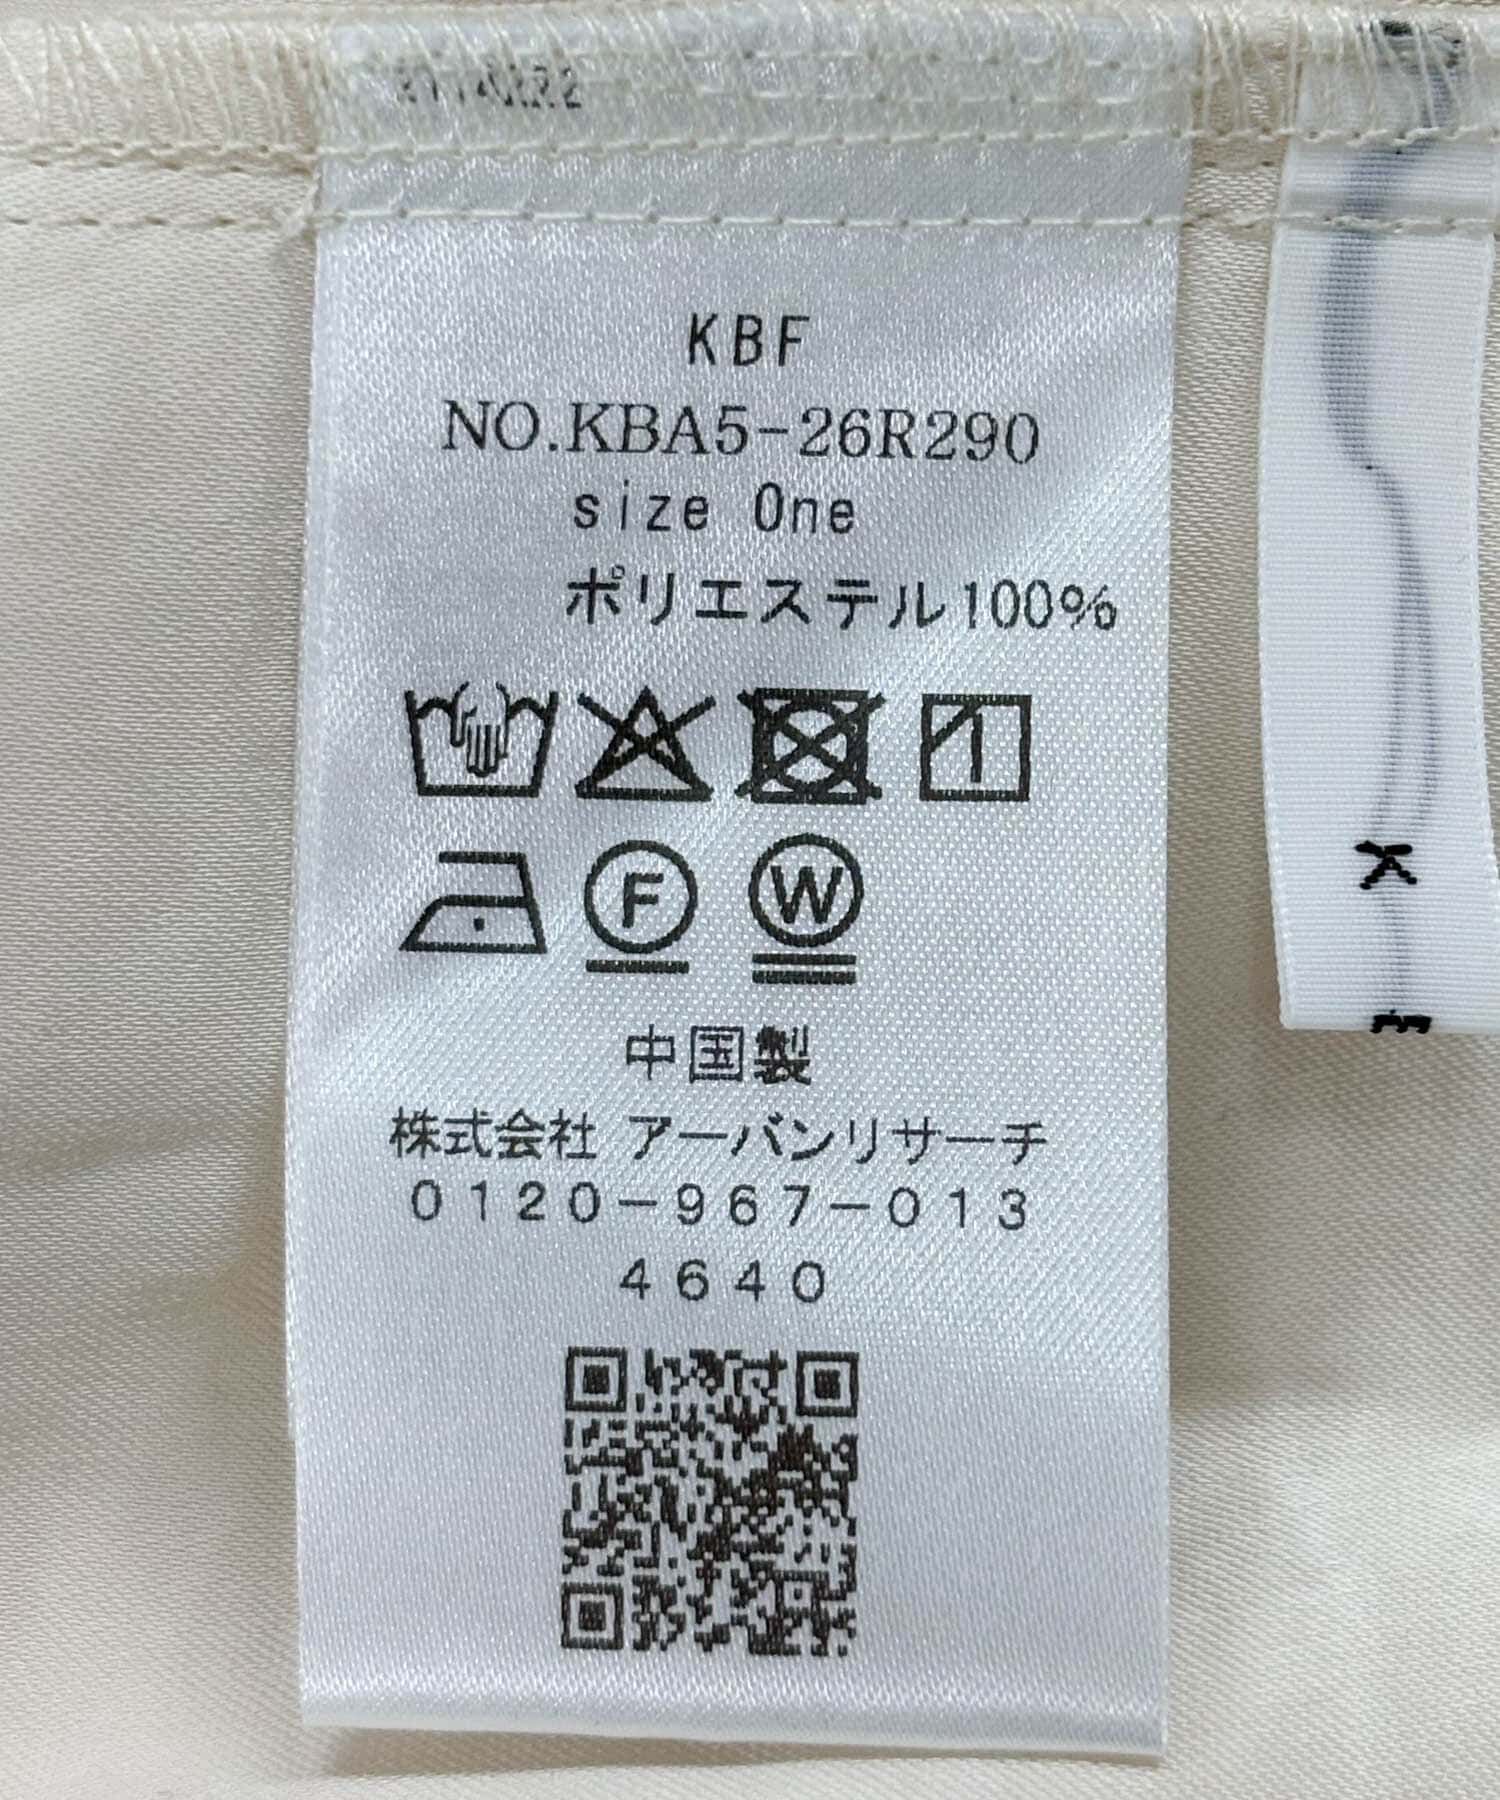 KBF
NO.KBA5-26R290
size One
ポリエステル100%
F W
中国製
株式会社 アーバンリサーチ
0120-967-013
4640
K